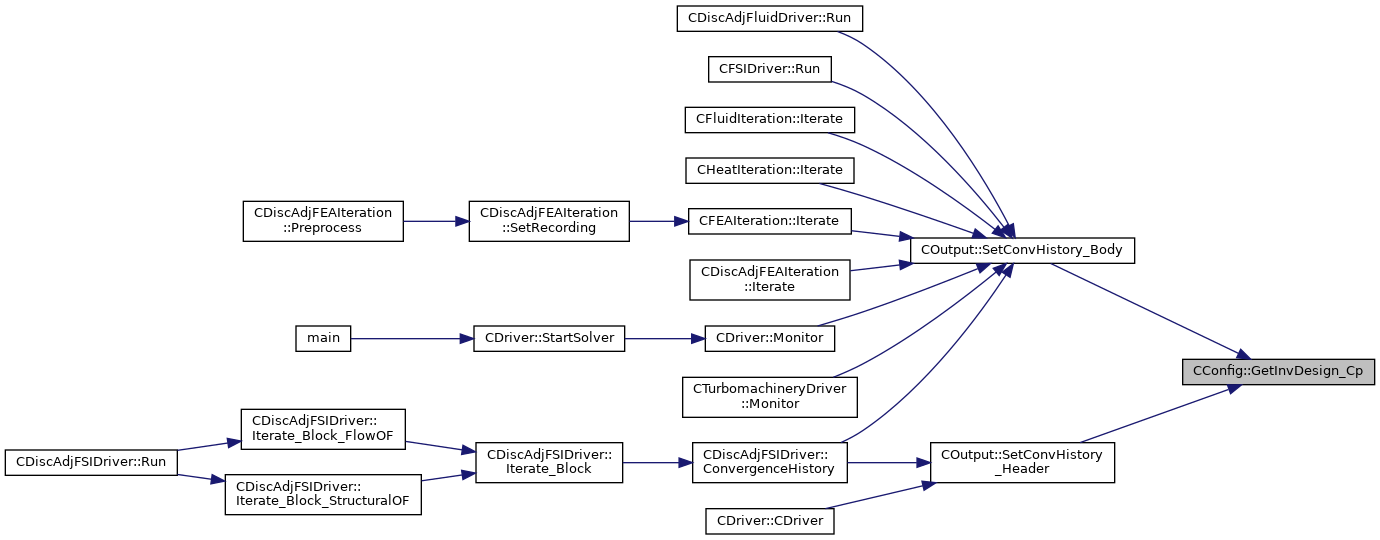 CDiscAdjFluidDriver::Run
CFSIDriver::Run
CFluidIteration::Iterate
CHeatIteration::Iterate
CDiscAdjFEAIteration
::Preprocess
CDiscAdjFEAIteration
::SetRecording
CFEAIteration::Iterate
COutput::SetConvHistory_Body
CDiscAdjFEAIteration
::Iterate
main
CDriver::StartSolver
CDriver::Monitor
CConfig::GetInvDesign_Cp
CTurbomachineryDriver
::Monitor
CDiscAdjFSIDriver::
Iterate_Block_FlowOF
CDiscAdjFSIDriver::Run
CDiscAdjFSIDriver::
Iterate_Block
CDiscAdjFSIDriver::
ConvergenceHistory
COutput::SetConvHistory
_Header
CDiscAdjFSIDriver::
Iterate_Block_StructuralOF
CDriver::CDriver